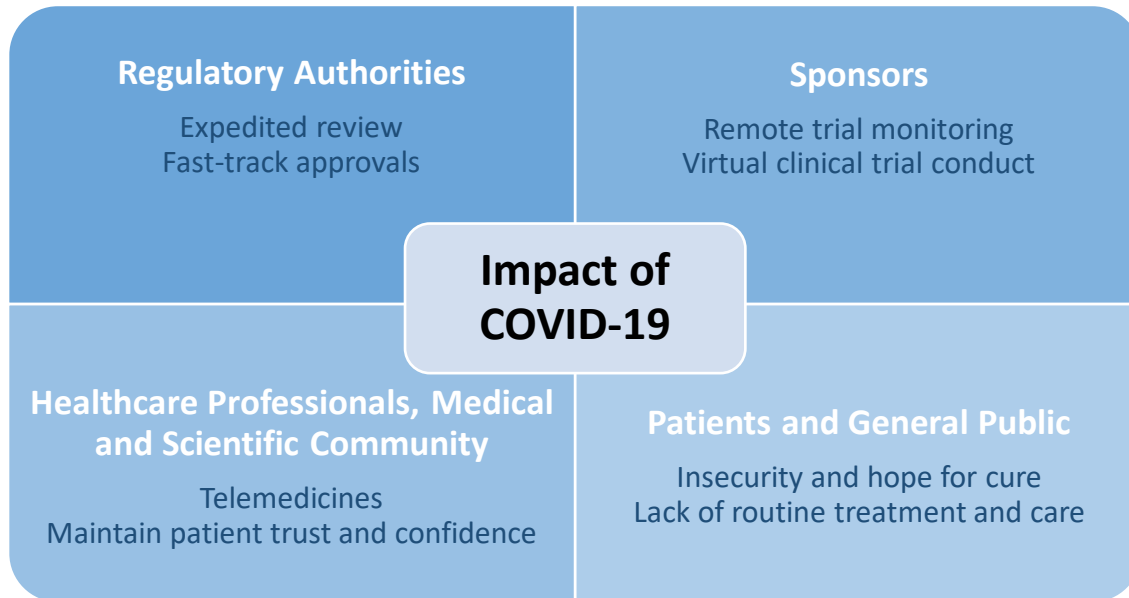 Regulatory Authorities
Expedited review
Fast-track approvals
Sponsors
Remote trial monitoring
Virtual clinical trial conduct
Impact of
COVID-19
Healthcare Professionals, Medical
and Scientific Community
Telemedicines
Maintain patient trust and confidence
Patients and General Public
Insecurity and hope for cure
Lack of routine treatment and care